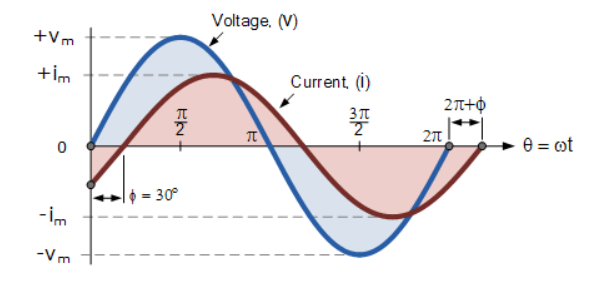 Voltage, (V)
+Vm
+im
Current, (i)
π/2
3π/2
2π+ϕ
0
π
2π
θ = ωt
ϕ = 30°
-im
-Vm